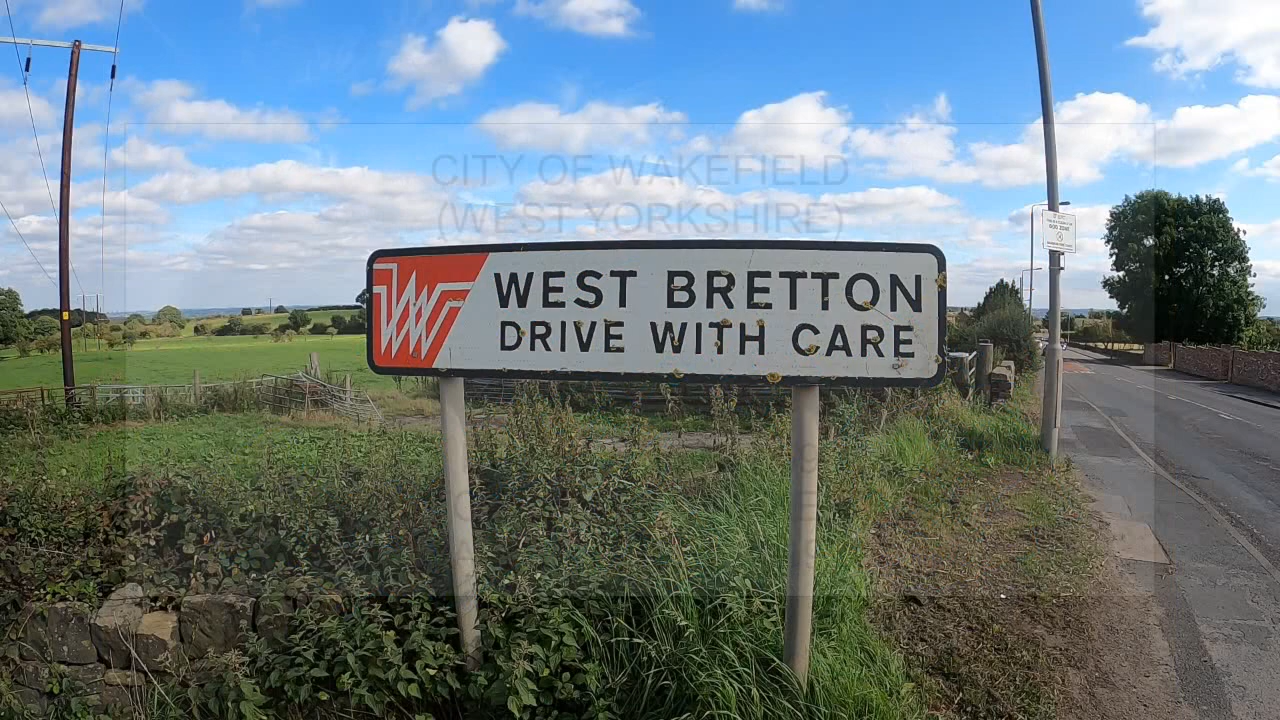 CITY OF WAKEFIELD
(WEST YORKSHIRE)
WEST BRETTON
DRIVE WITH CARE